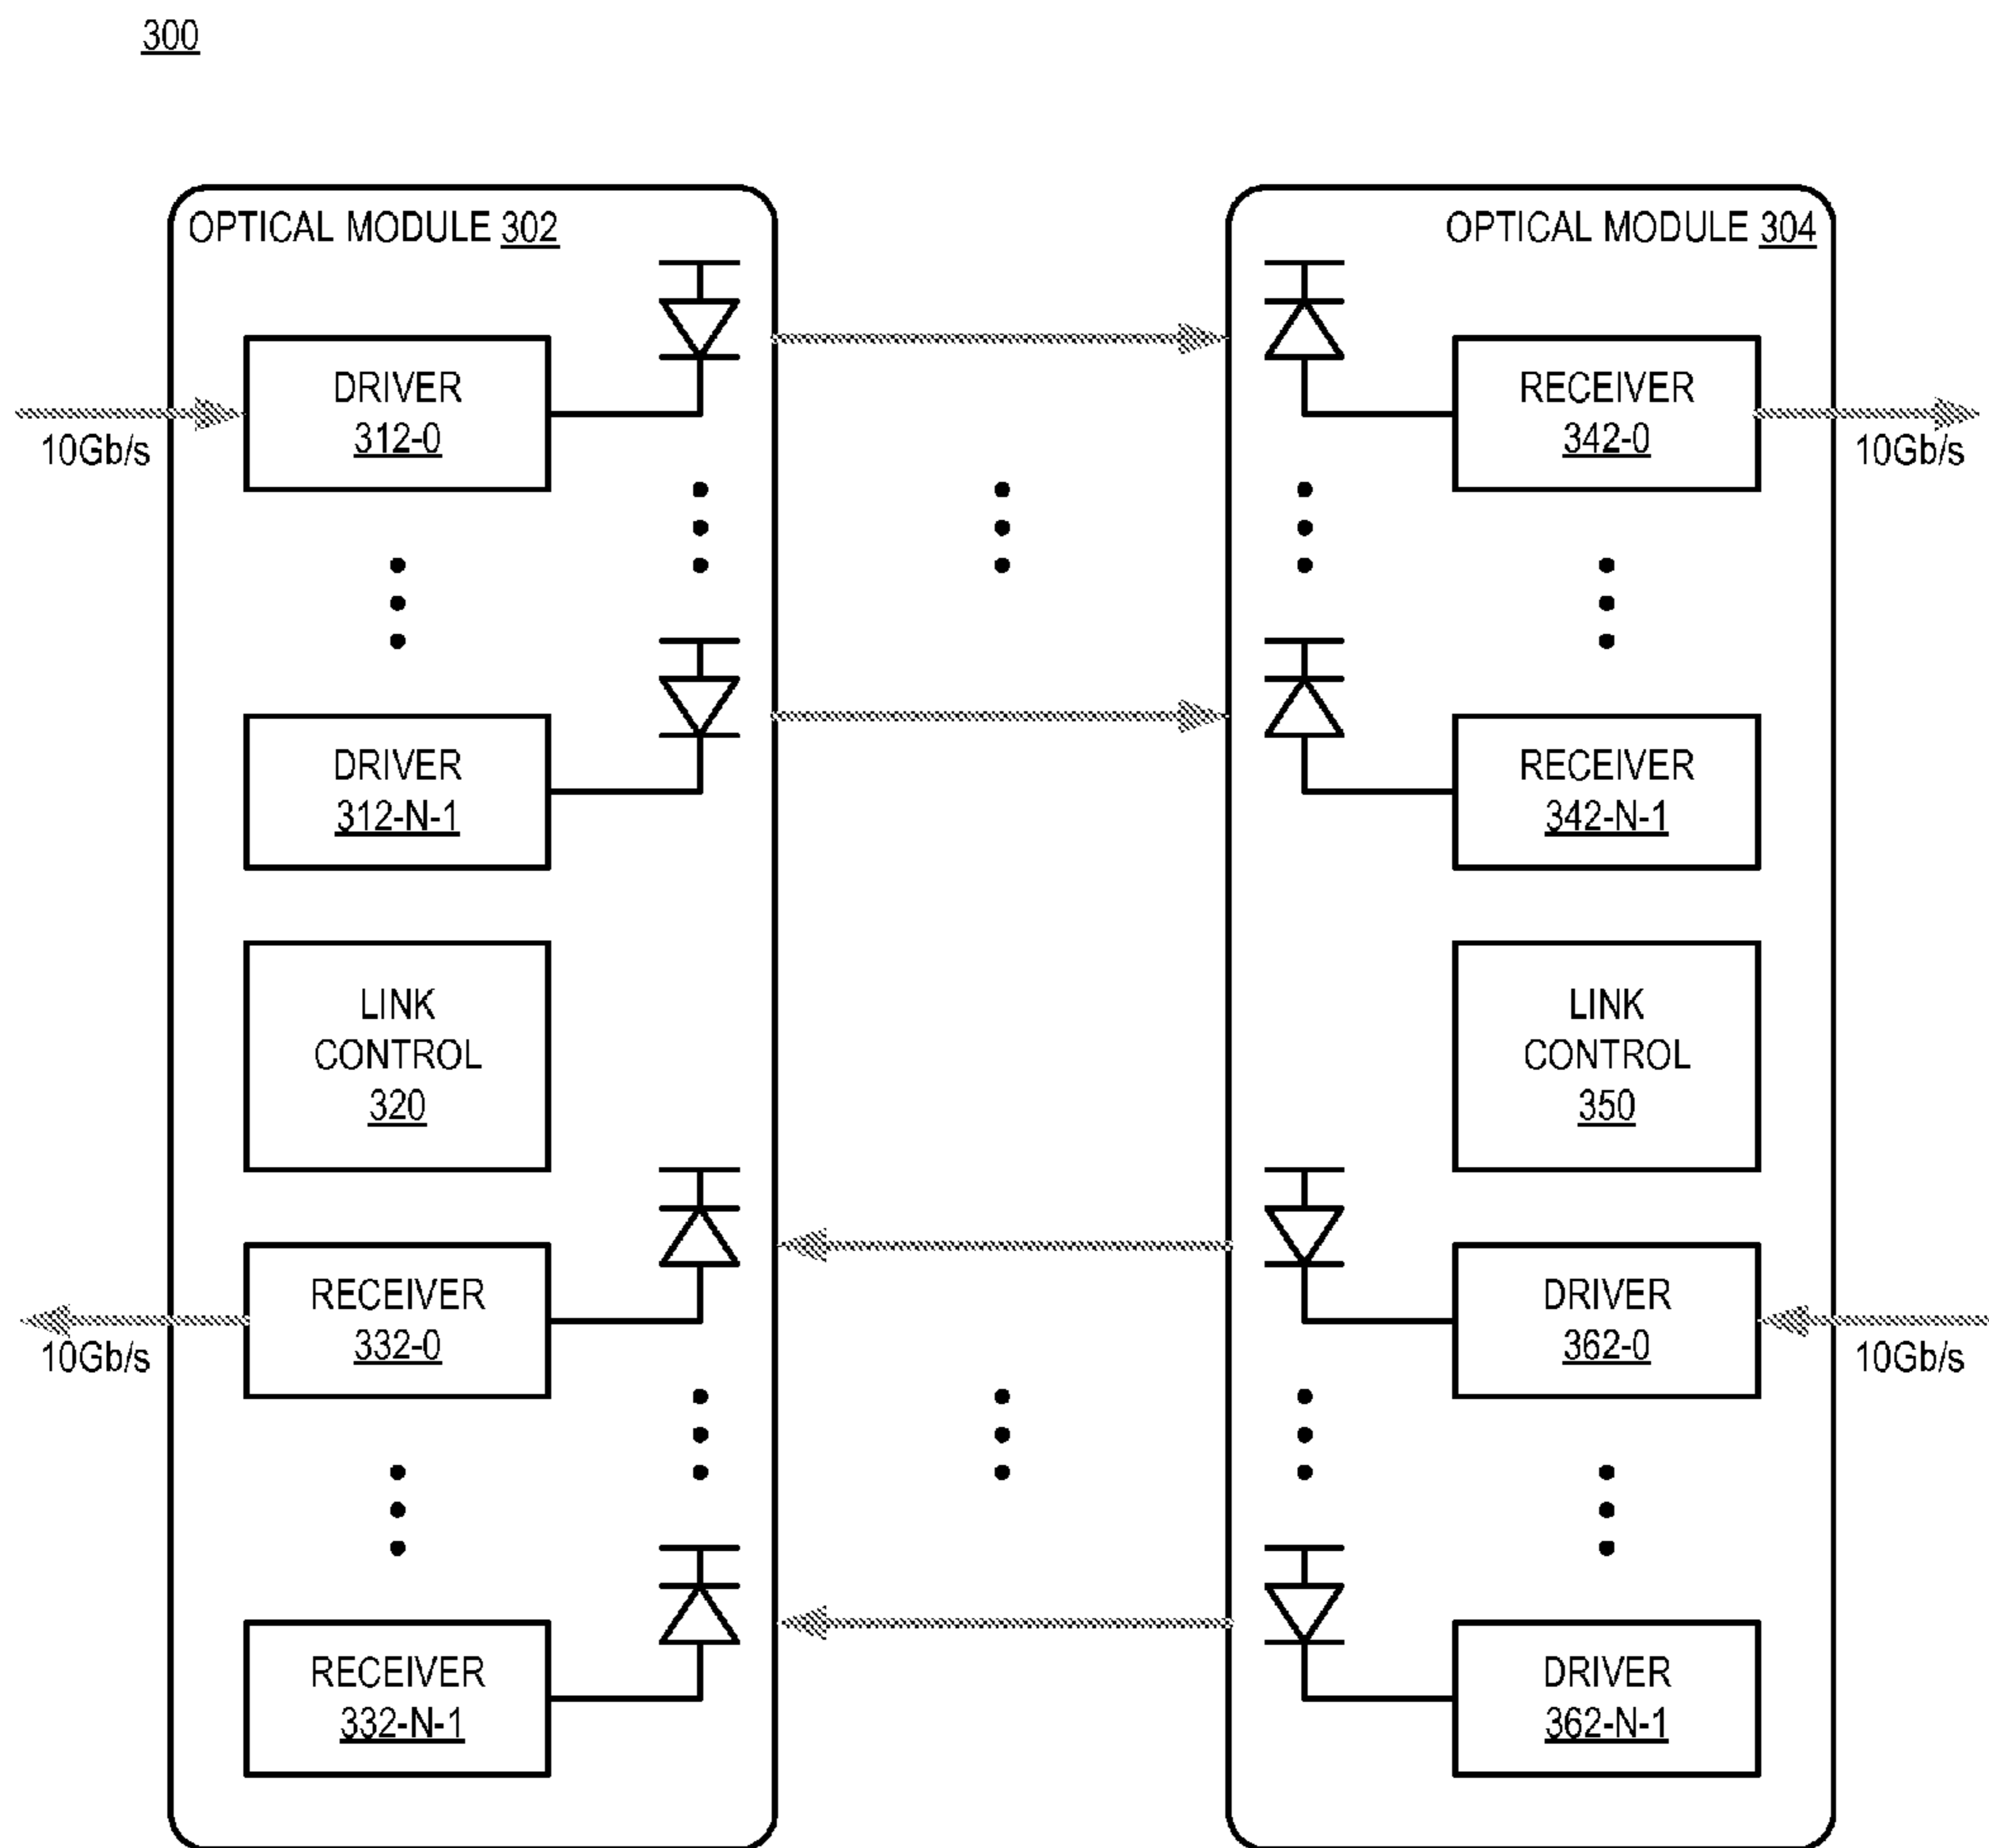 300
OPTICAL MODULE 302
OPTICAL MODULE 304
DRIVER
312-0
10Gb/s
RECEIVER
342-0
10Gb/s
DRIVER
312-N-1
RECEIVER
342-N-1
LINK
CONTROL
320
LINK
CONTROL
350
RECEIVER
332-0
10Gb/s
DRIVER
362-0
10Gb/s
RECEIVER
332-N-1
DRIVER
362-N-1